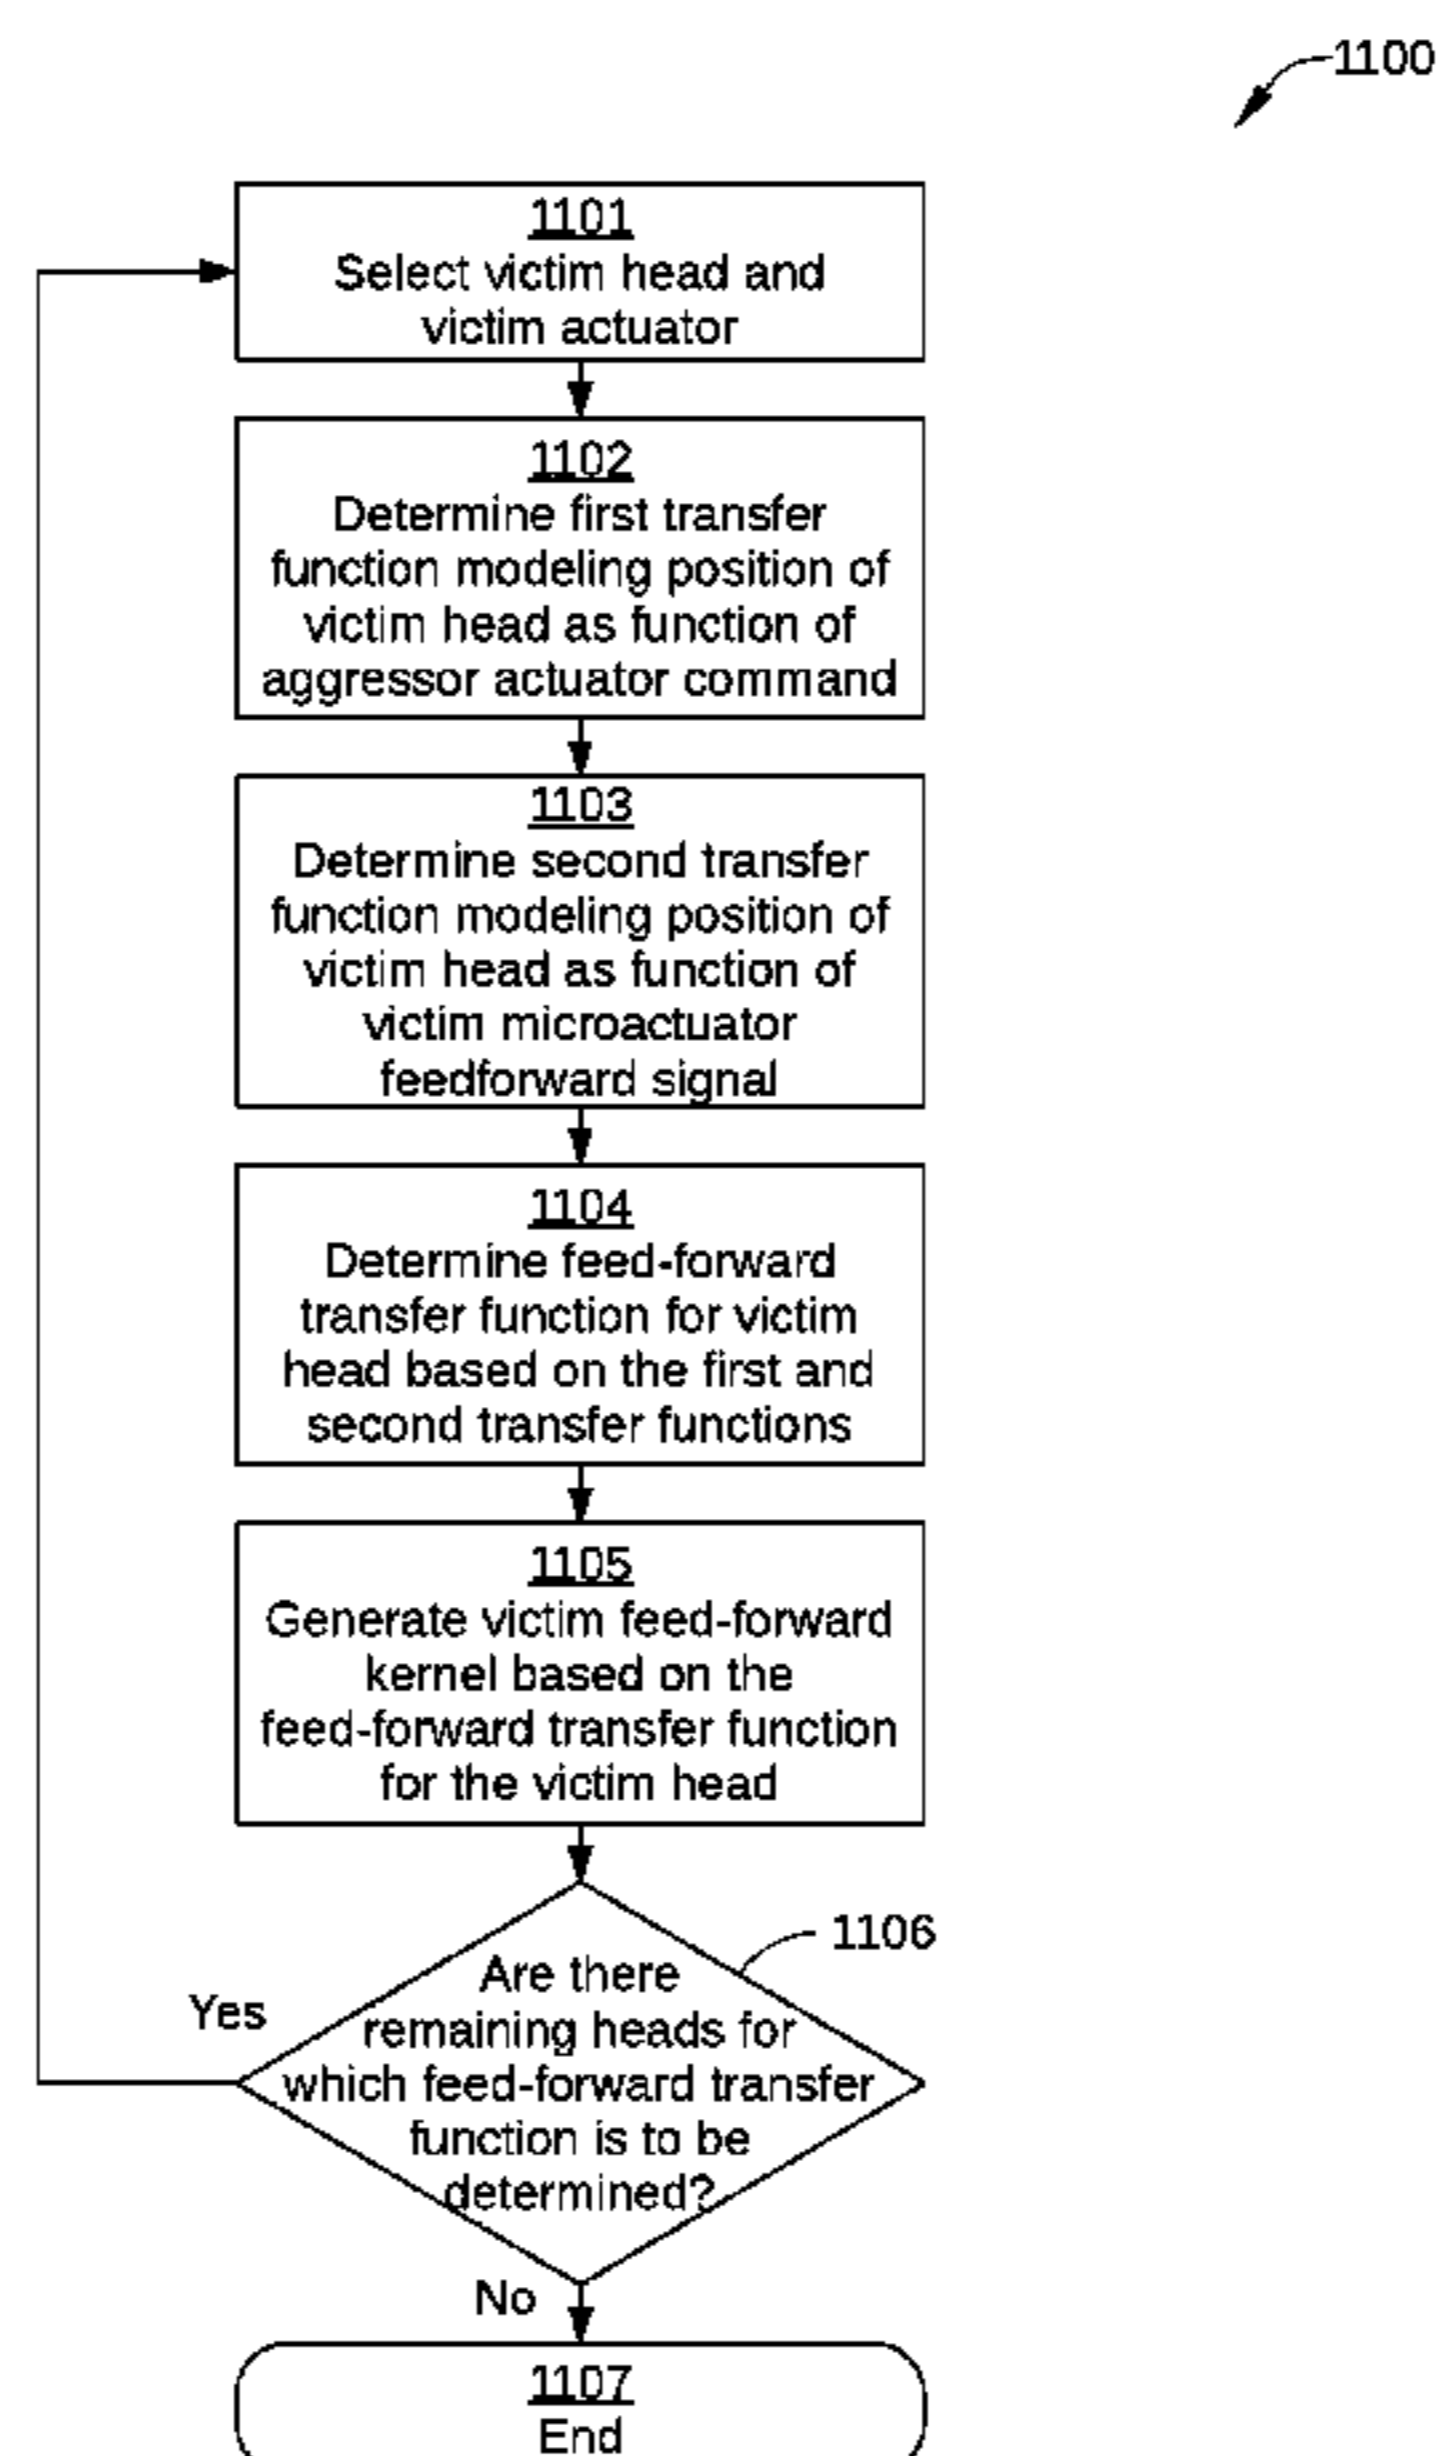 1100
1101
Select victim head and
victim actuator
1102
Determine first transfer
function modeling position of
victim head as function of
aggressor actuator command
1103
Determine second transfer
function modeling position of
victim head as function of
victim microactuator
feedforward signal
1104
Determine feed-forward
transfer function for victim
head based on the first and
second transfer functions
1105
Generate victim feed-forward
kernel based on the
feed-forward transfer function
for the victim head
1106
Are there
remaining heads for
which feed-forward transfer
function is to be
determined?
Yes
No
1107
End